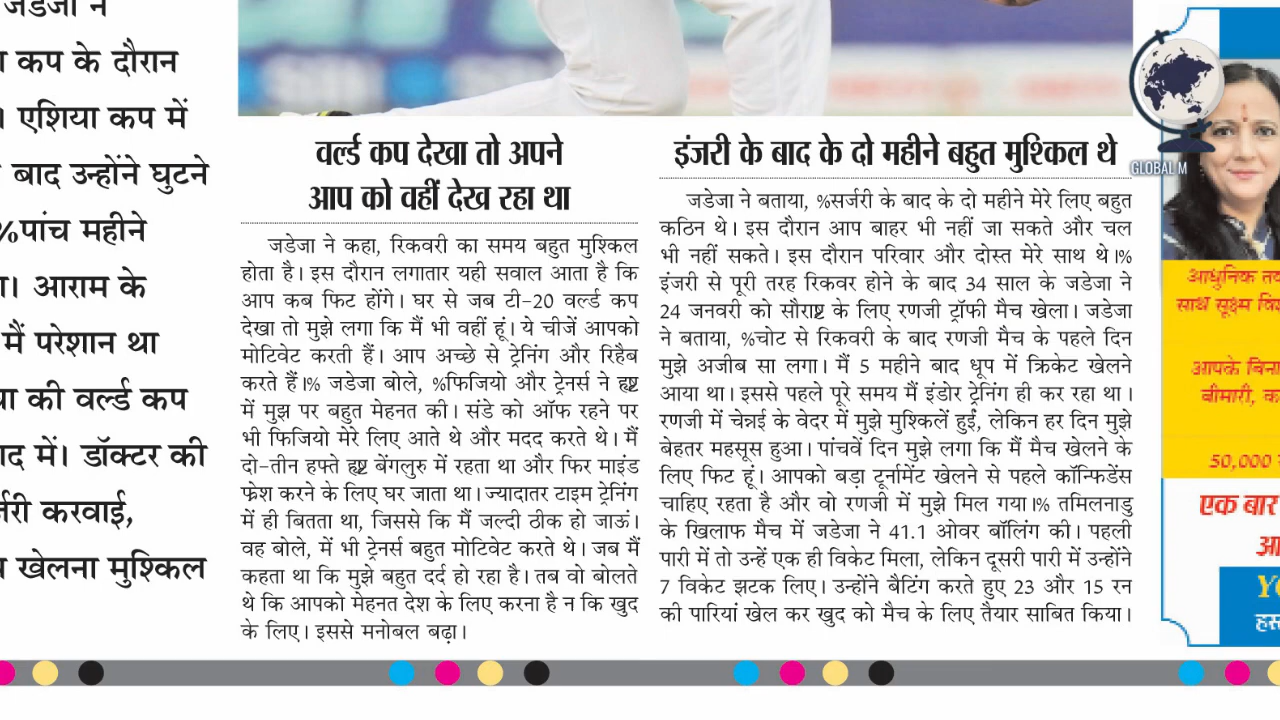 जडेजा ने
कप के दौरान
। एशिया कप में
बाद उन्होंने घुटने
%पांच महीने
। आराम के
मैं परेशान था
की वर्ल्ड कप
में। डॉक्टर की
करवाई,
खेलना मुश्किल
वर्ल्ड कप देखा तो अपने
आप को वहीं देख रहा था
जडेजा ने कहा, रिकवरी का समय बहुत मुश्किल
होता है। इस दौरान लगातार यही सवाल आता है कि
आप कब फिट होंगे। घर से जब टी-20 वर्ल्ड कप
देखा तो मुझे लगा कि मैं भी वहीं हूं। ये चीजें आपको
मोटिवेट करती हैं। आप अच्छे से ट्रेनिंग और रिहैब
करते हैं।% जडेजा बोले, %फिजियो और ट्रेनर्स ने हृष्ट
में मुझ पर बहुत मेहनत की। संडे को ऑफ रहने पर
भी फिजियो मेरे लिए आते थे और मदद करते थे। मैं
दो-तीन हफ्ते हृष्ट बेंगलुरु में रहता था और फिर माइंड
फ्रेश करने के लिए घर जाता था। ज्यादातर टाइम ट्रेनिंग
में ही बितता था, जिससे कि मैं जल्दी ठीक हो जाऊं।
वह बोले, में भी ट्रेनर्स बहुत मोटिवेट करते थे। जब मैं
कहता था कि मुझे बहुत दर्द हो रहा है। तब वो बोलते
थे कि आपको मेहनत देश के लिए करना है न कि खुद
के लिए। इससे मनोबल बढ़ा।
इंजरी के बाद के दो महीने बहुत मुश्किल थे
जडेजा ने बताया, %सर्जरी के बाद के दो महीने मेरे लिए बहुत
कठिन थे। इस दौरान आप बाहर भी नहीं जा सकते और चल
भी नहीं सकते। इस दौरान परिवार और दोस्त मेरे साथ थे।%
इंजरी से पूरी तरह रिकवर होने के बाद 34 साल के जडेजा ने
24 जनवरी को सौराष्ट्र के लिए रणजी ट्रॉफी मैच खेला। जडेजा
ने बताया, %चोट से रिकवरी के बाद रणजी मैच के पहले दिन
मुझे अजीब सा लगा। मैं 5 महीने बाद धूप में क्रिकेट खेलने
आया था। इससे पहले पूरे समय मैं इंडोर ट्रेनिंग ही कर रहा था।
रणजी में चेन्नई के वेदर में मुझे मुश्किलें हुईं, लेकिन हर दिन मुझे
बेहतर महसूस हुआ। पांचवें दिन मुझे लगा कि मैं मैच खेलने के
लिए फिट हूं। आपको बड़ा टूर्नामेंट खेलने से पहले कॉन्फिडेंस
चाहिए रहता है और वो रणजी में मुझे मिल गया।% तमिलनाडु
के खिलाफ मैच में जडेजा ने 41.1 ओवर बॉलिंग की। पहली
पारी में तो उन्हें एक ही विकेट मिला, लेकिन दूसरी पारी में उन्होंने
7 विकेट झटक लिए। उन्होंने बैटिंग करते हुए 23 और 15 रन
की पारियां खेल कर खुद को मैच के लिए तैयार साबित किया।
GLOBAL M
आधुनिक
साथ सूक्ष्म
आपके
बीमारी,
50,000
एक बार